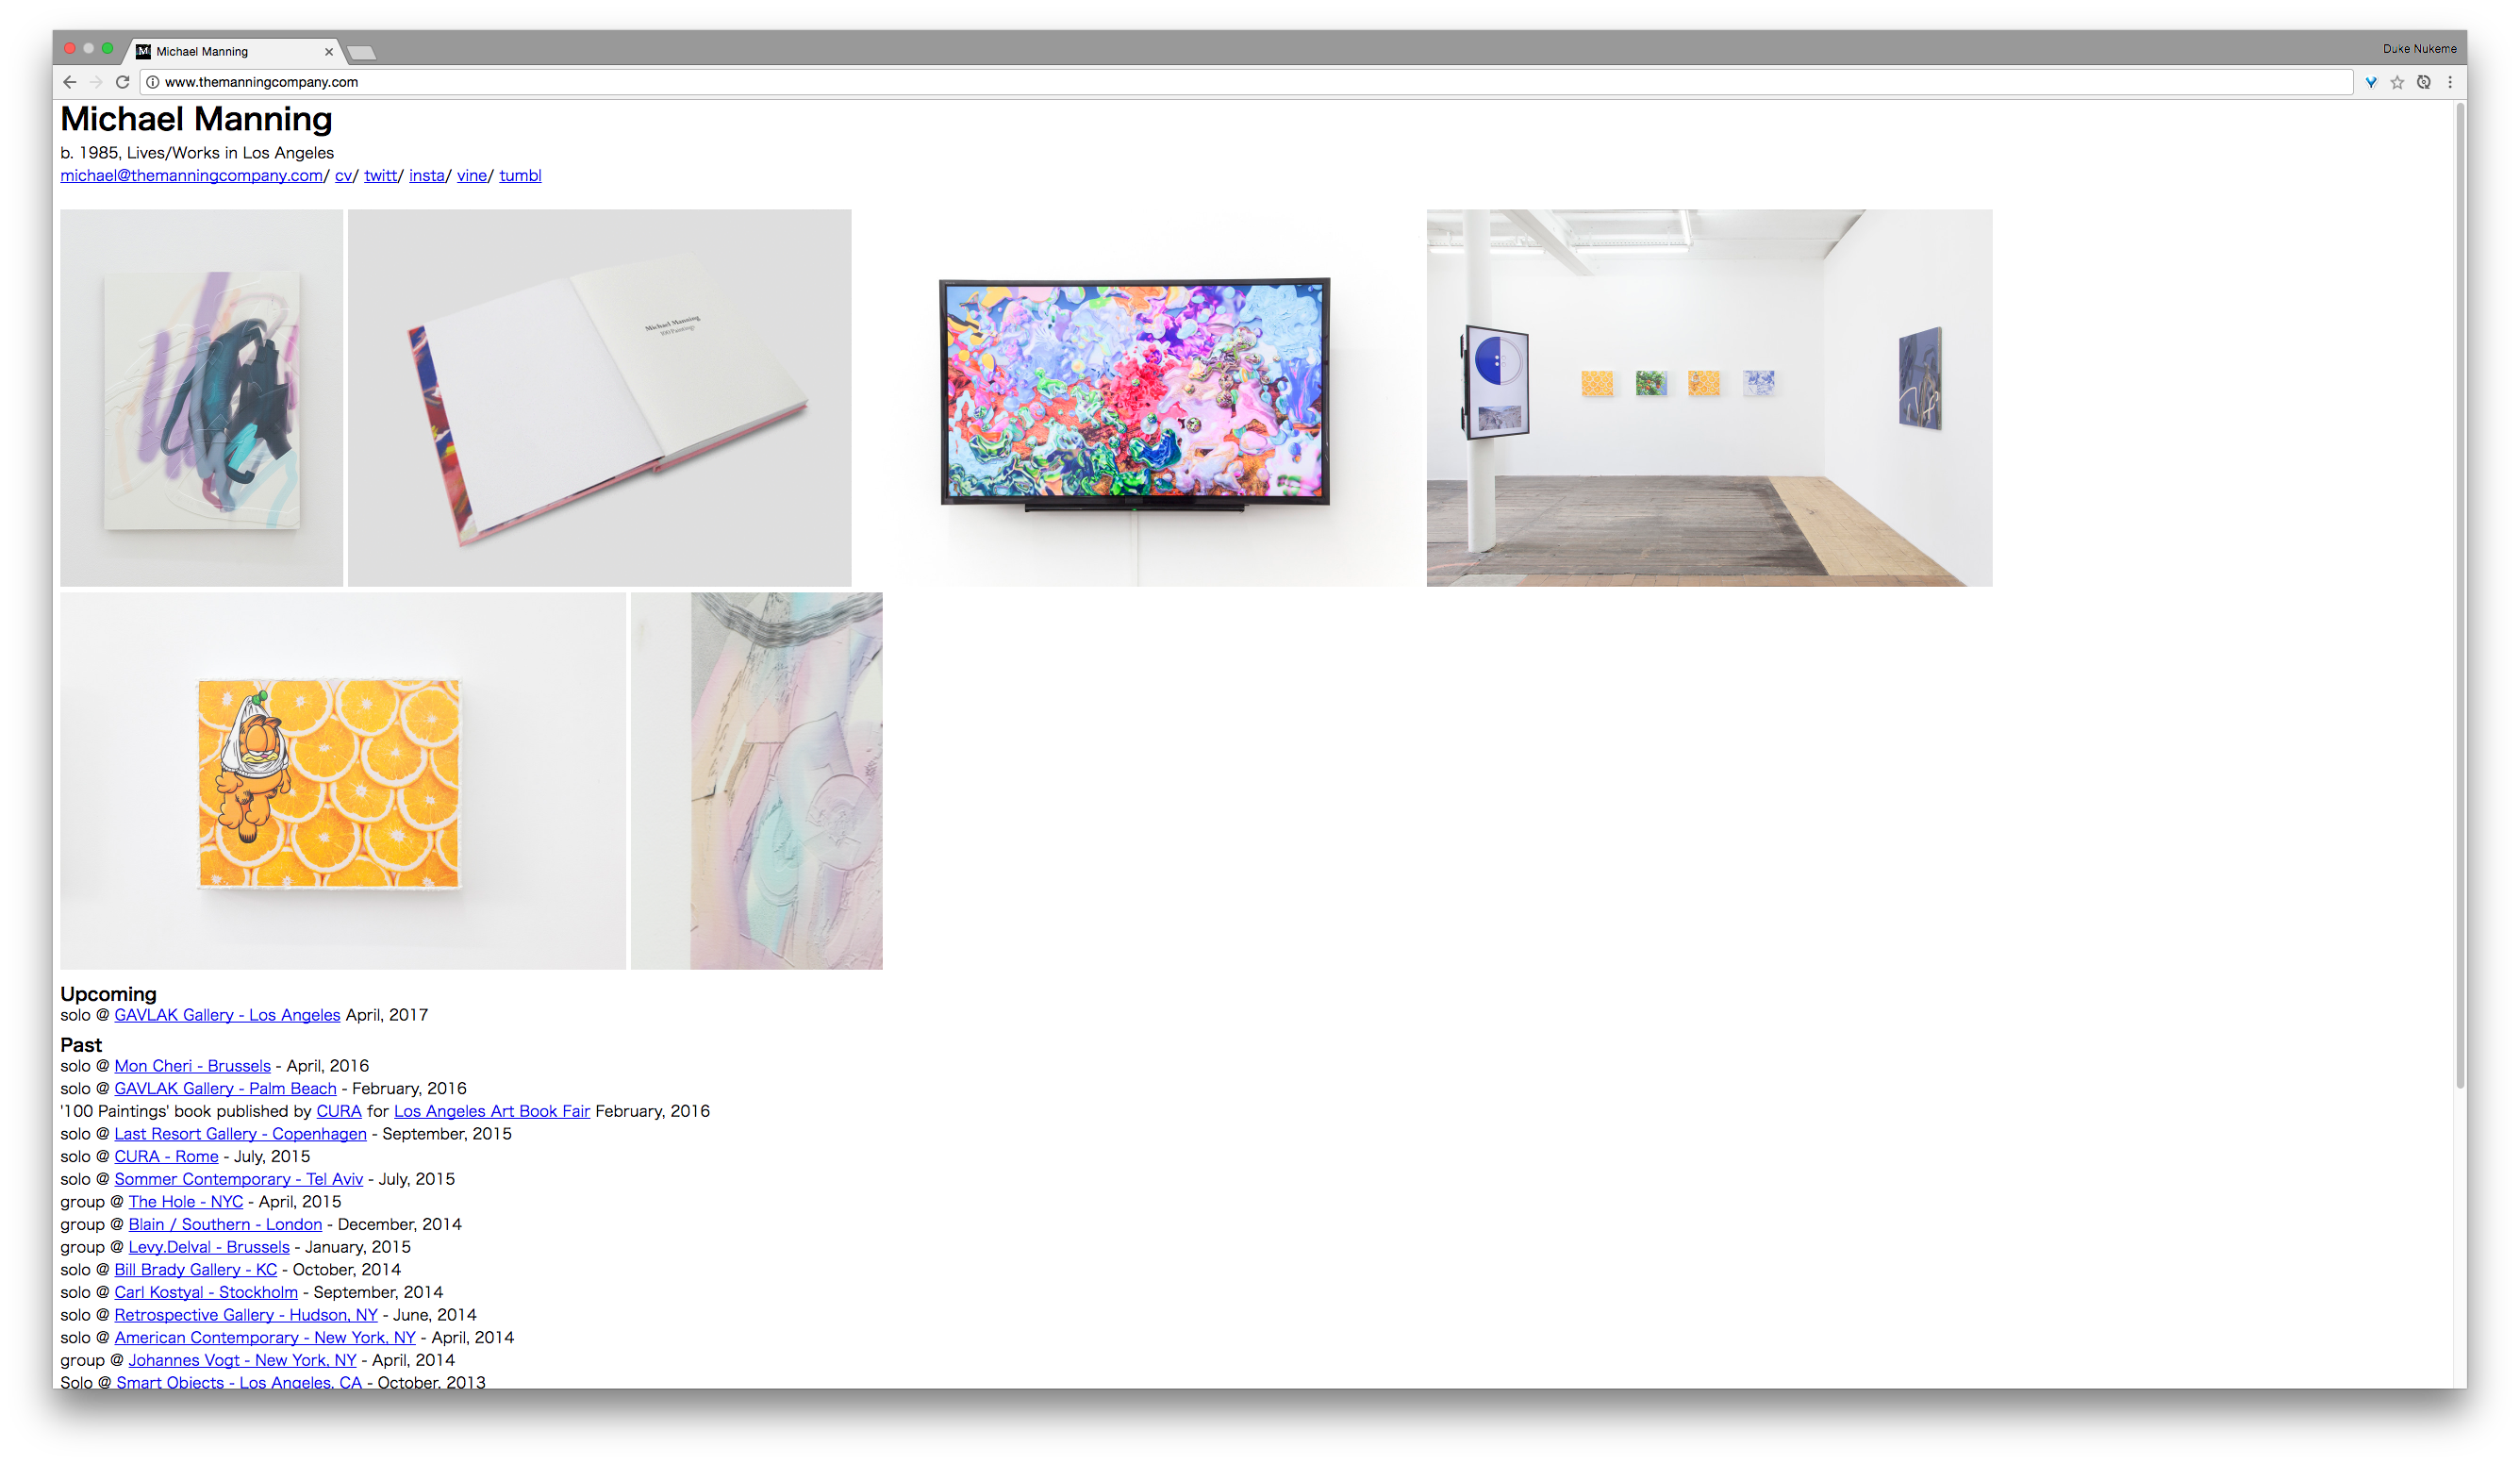 Michael Manning
Duke Nukeme
www.themanningcompany.com
Michael Manning
b. 1985, Lives/Works in Los Angeles
michael@themanningcompany.com/ cv/ twitt/ insta/ vine/ tumbl
Michael Manning
100 Paintings
Upcoming
solo @ GAVLAK Gallery - Los Angeles April, 2017
Past
solo @ Mon Cheri - Brussels - April, 2016
solo @ GAVLAK Gallery - Palm Beach - February, 2016
'100 Paintings' book published by CURA for Los Angeles Art Book Fair February, 2016
solo @ Last Resort Gallery - Copenhagen - September, 2015
solo @ CURA - Rome - July, 2015
solo @ Sommer Contemporary - Tel Aviv - July, 2015
group @ The Hole - NYC - April, 2015
group @ Blain / Southern - London - December, 2014
group @ Levy.Delval - Brussels - January, 2015
solo @ Bill Brady Gallery - KC - October, 2014
solo @ Carl Kostyal - Stockholm - September, 2014
solo @ Retrospective Gallery - Hudson, NY - June, 2014
solo @ American Contemporary - New York, NY - April, 2014
group @ Johannes Vogt - New York, NY - April, 2014
Solo @ Smart Objects - Los Angeles, CA - October, 2013